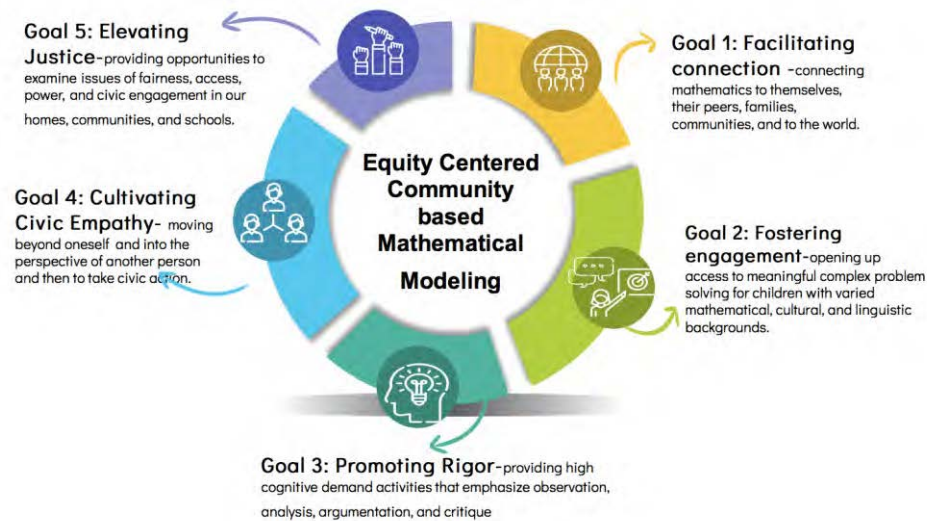 Goal 5: Elevating
Justice-providing opportunities to
examine issues of fairness, access,
power, and civic engagement in our
homes, communities, and schools.
Goal 1: Facilitating
connection -connecting
mathematics to themselves,
their peers, families,
communities, and to the world.
Equity Centered
Community
based
Mathematical
Modeling
Goal 4: Cultivating
Civic Empathy- moving
beyond oneself and into the
perspective of another person
and then to take civic action.
Goal 2: Fostering
engagement-opening up
access to meaningful complex problem
solving for children with varied
mathematical, cultural, and linguistic
backgrounds.
Goal 3: Promoting Rigor-providing high
cognitive demand activities that emphasize observation,
analysis, argumentation, and critique